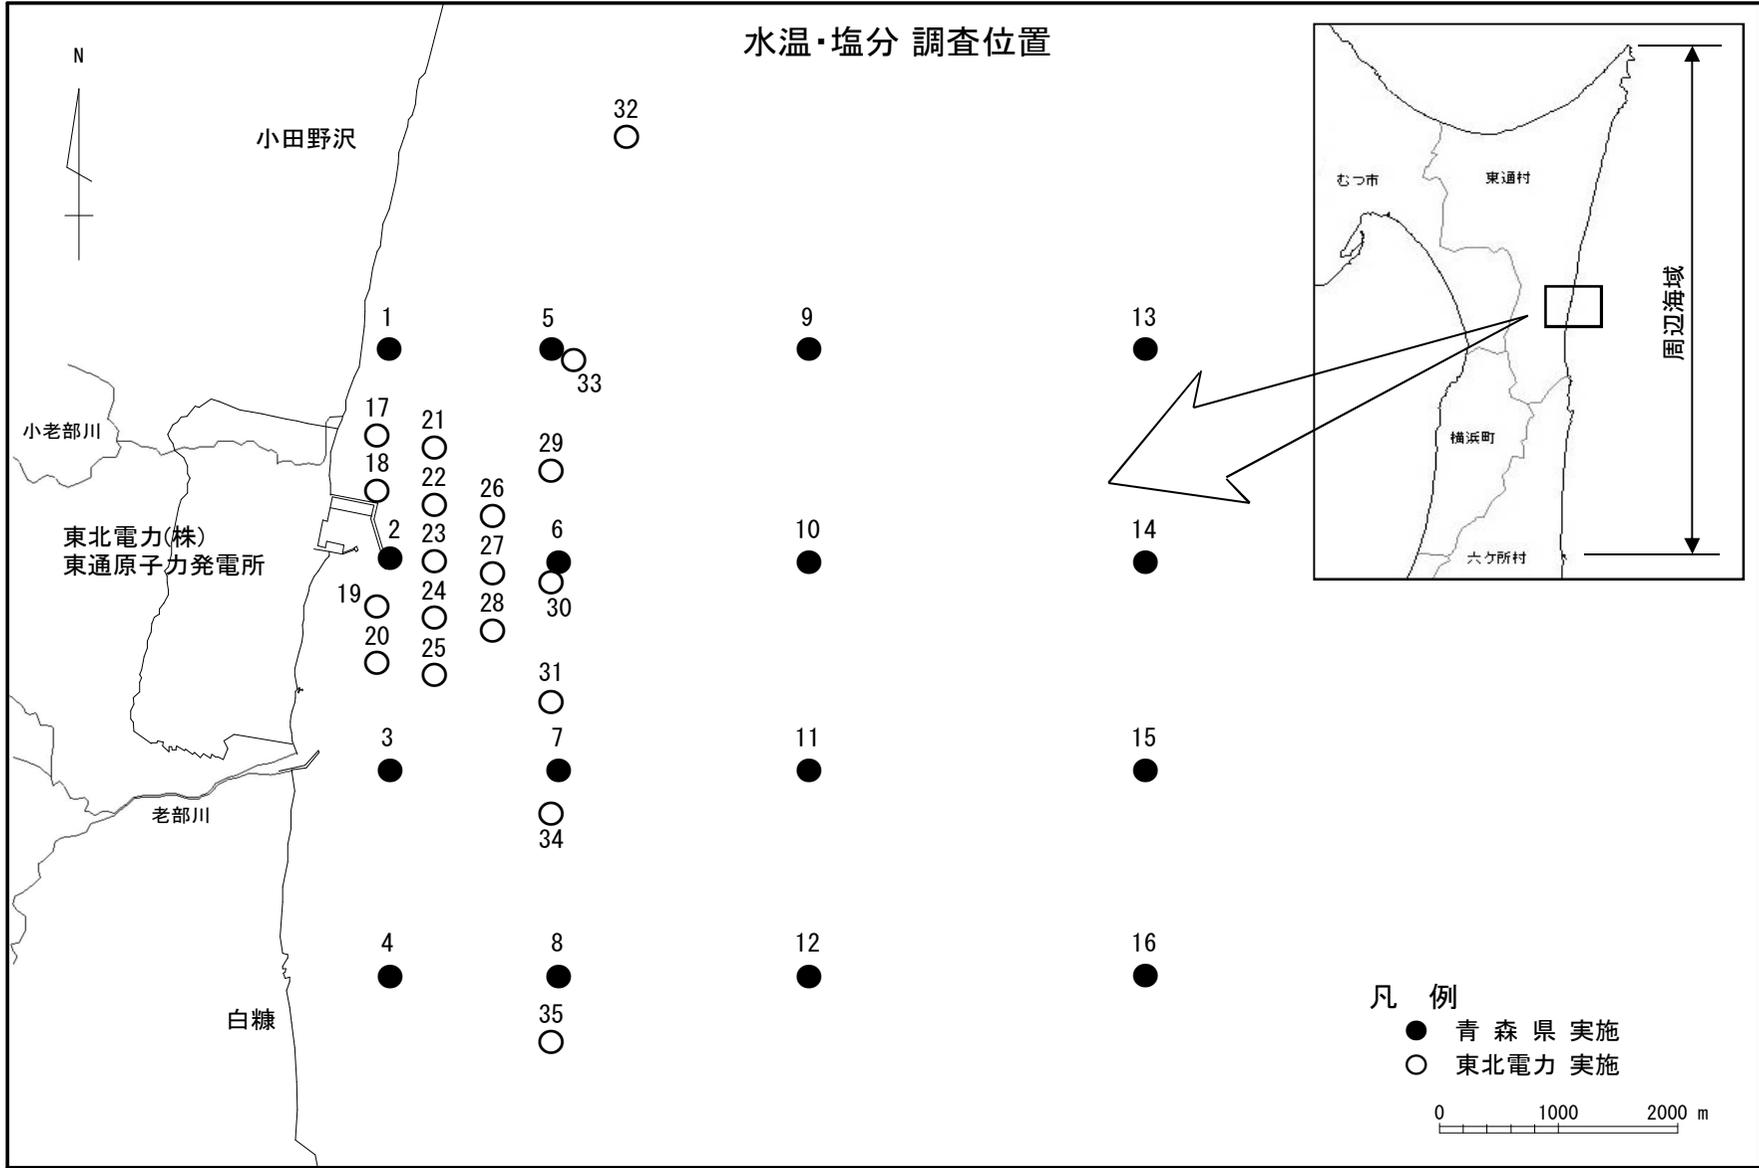 水温・塩分 調査位置
N
小田野沢
32
むつ市
東通村
周辺海域
横浜町
六ケ所村
1
5
9
13
33
17
21
小老部川
29
18
22
26
東北電力(株)
東通原子力発電所
2
23
27
6
10
14
19
24
28
30
20
25
31
3
7
11
15
老部川
34
4
8
12
16
白糠
35
凡 例
● 青 森 県 実施
○ 東北電力 実施
0 1000 2000 m